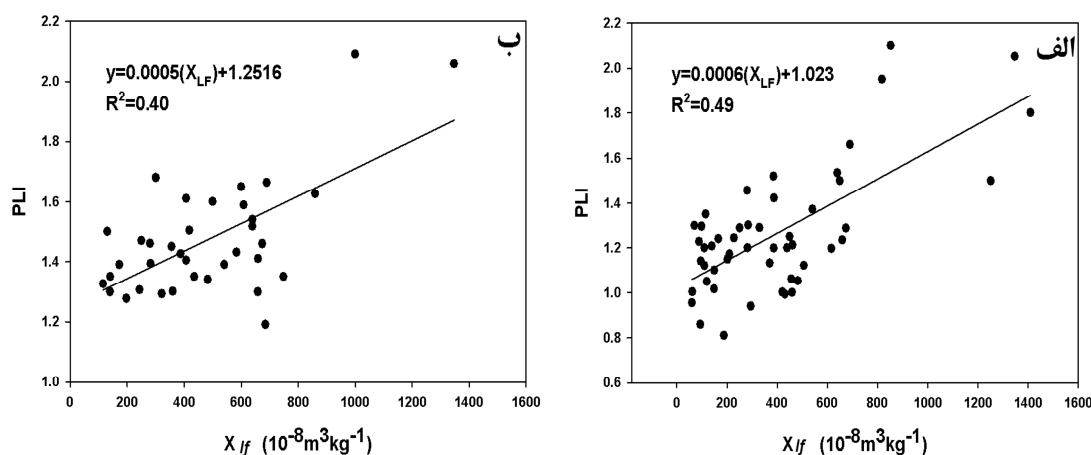 ب
y=0.0005(X_LF)+1.2516
R²=0.40
PLI
2.2
2.0
1.8
1.6
1.4
1.2
1.0
0 200 400 600 800 1000 1200 1400 1600
X lf (10⁻⁸m³kg⁻¹)
الف
y=0.0006(X_LF)+1.023
R²=0.49
PLI
2.2
2.0
1.8
1.6
1.4
1.2
1.0
0.8
0.6
0 200 400 600 800 1000 1200 1400 1600
X lf (10⁻⁸m³kg⁻¹)